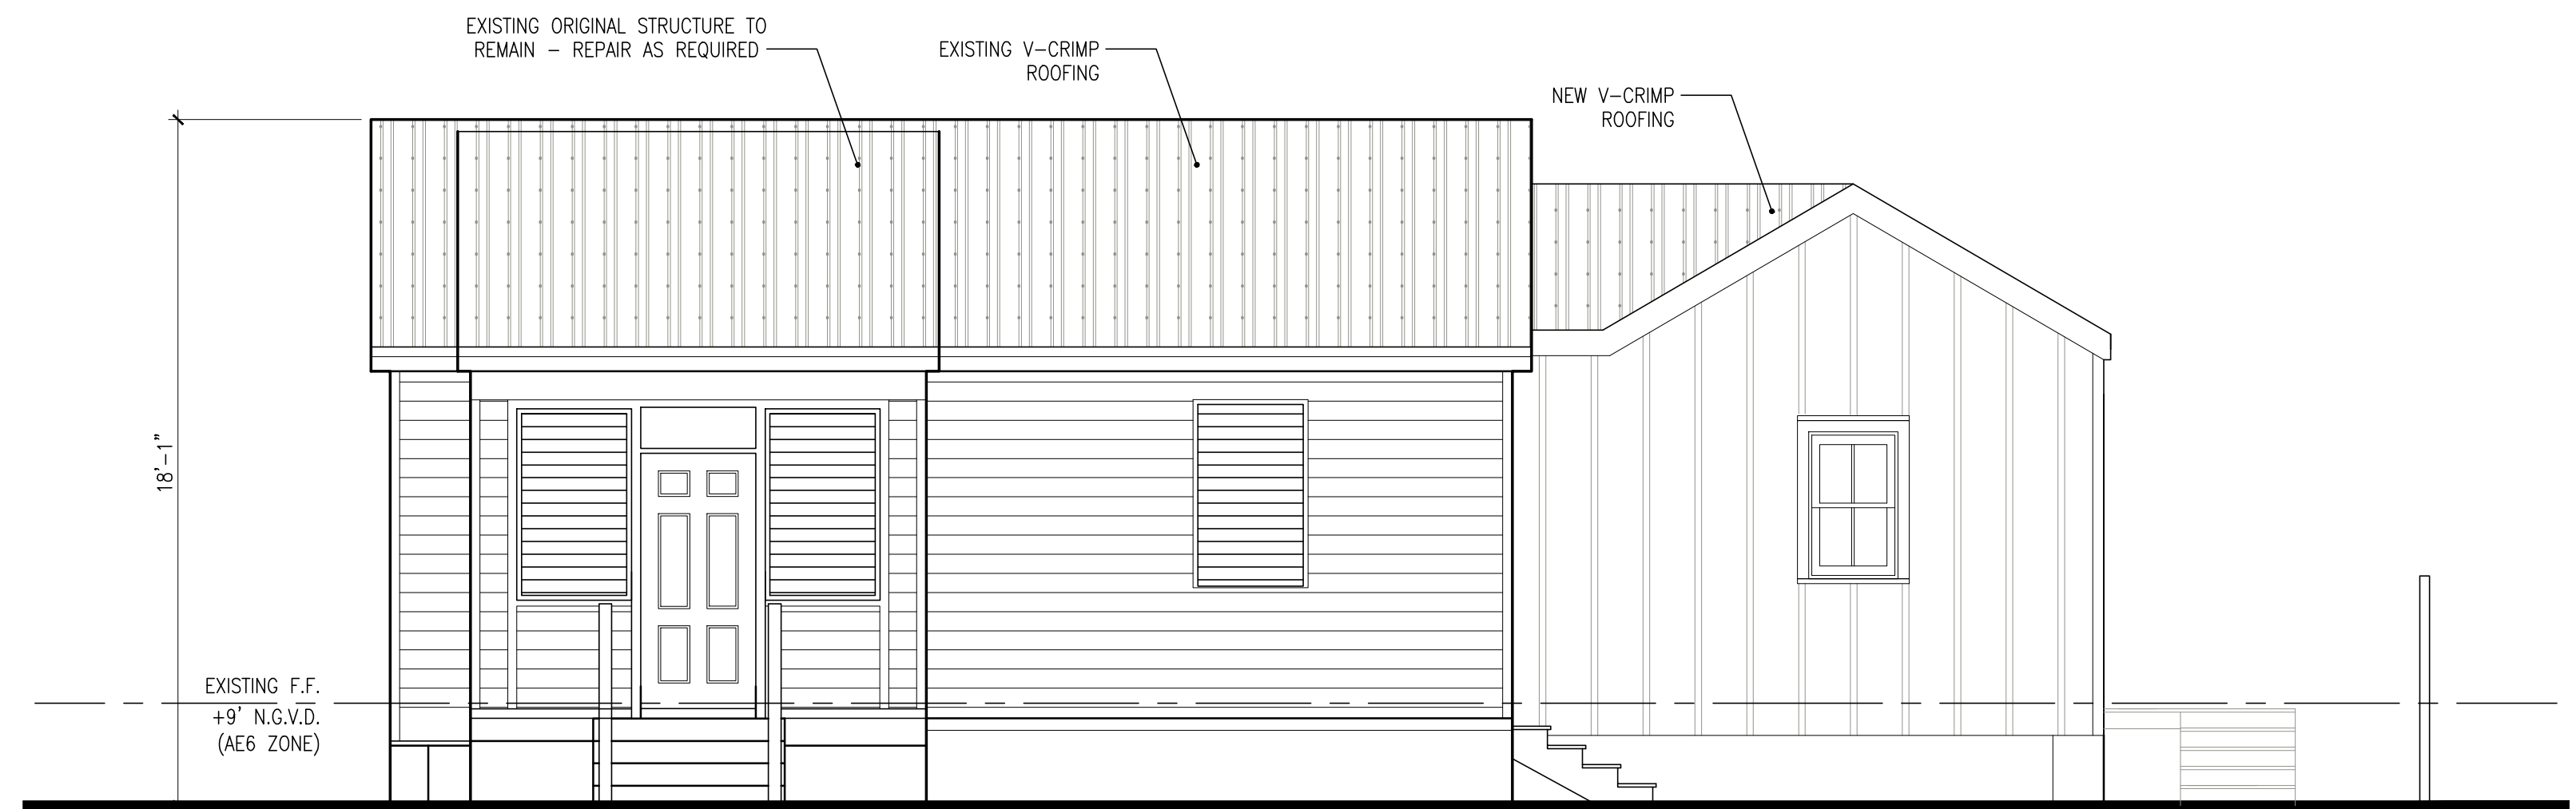 EXISTING ORIGINAL STRUCTURE TO
REMAIN – REPAIR AS REQUIRED
EXISTING V–CRIMP
ROOFING
NEW V–CRIMP
ROOFING
18'–1"
EXISTING F.F.
+9' N.G.V.D.
(AE6 ZONE)